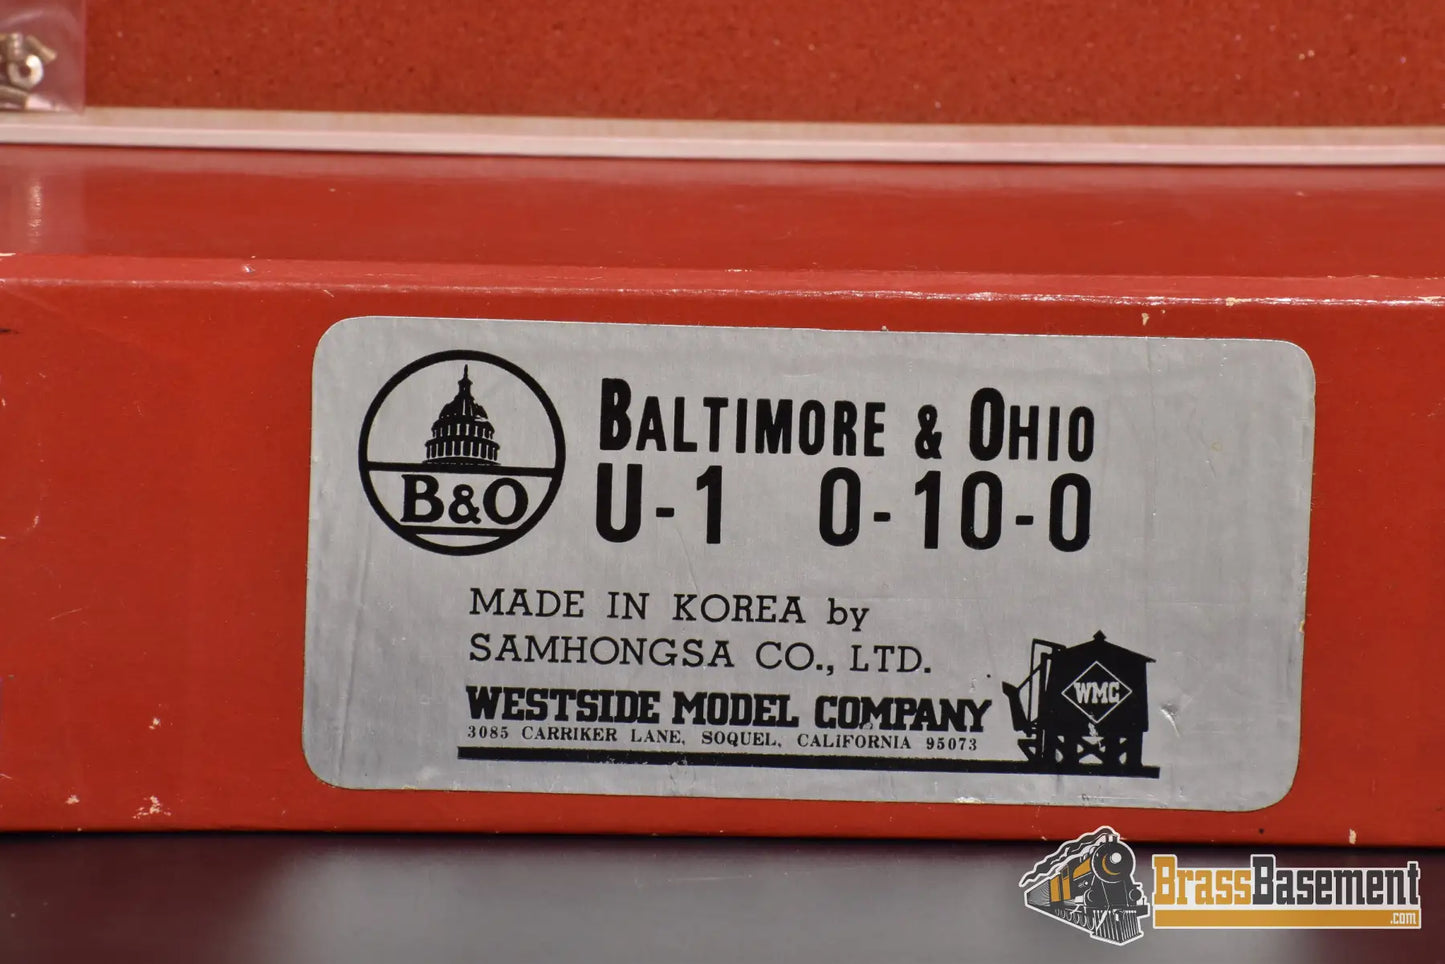 B&O
BALTIMORE & OHIO
U-1 0-10-0
MADE IN KOREA by
SAMHONGSA CO., LTD.
WESTSIDE MODEL COMPANY
3085 CARRIKER LANE, SOQUEL, CALIFORNIA 95073
WMC
BrassBasement
.com